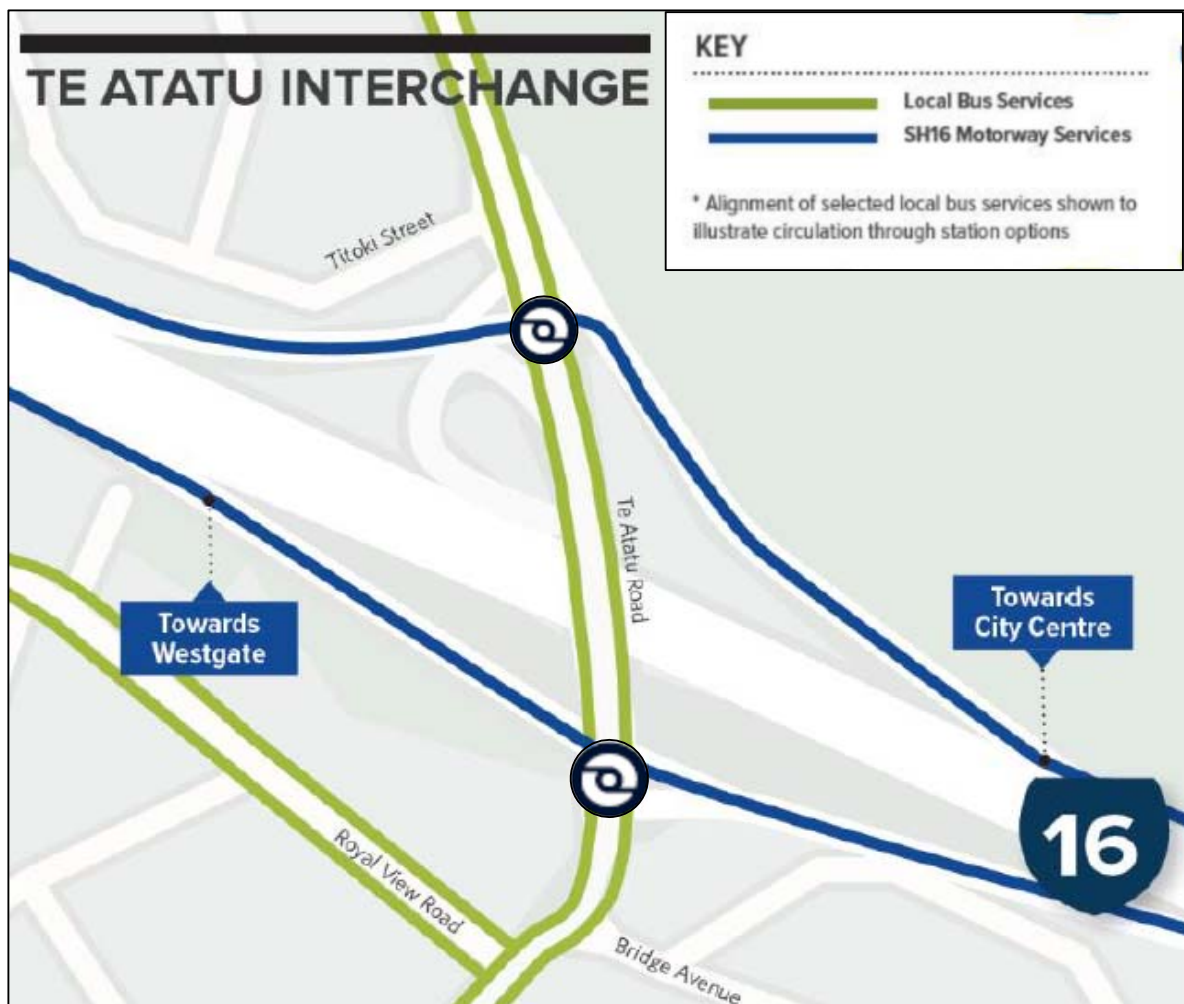 TE ATATU INTERCHANGE
KEY
Local Bus Services
SH16 Motorway Services
* Alignment of selected local bus services shown to
illustrate circulation through station options
Titoki Street
Te Atatu Road
Towards
Westgate
Towards
City Centre
16
Royal View Road
Bridge Avenue